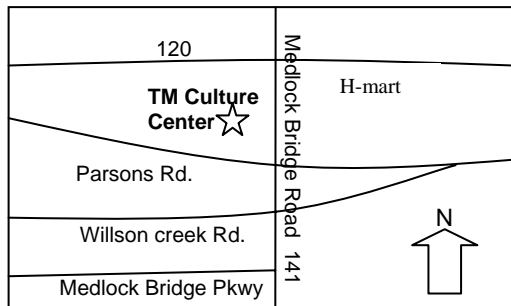 120
Medlock Bridge Road 141
H-mart
TM Culture
Center
Parsons Rd.
Willson creek Rd.
N
Medlock Bridge Pkwy